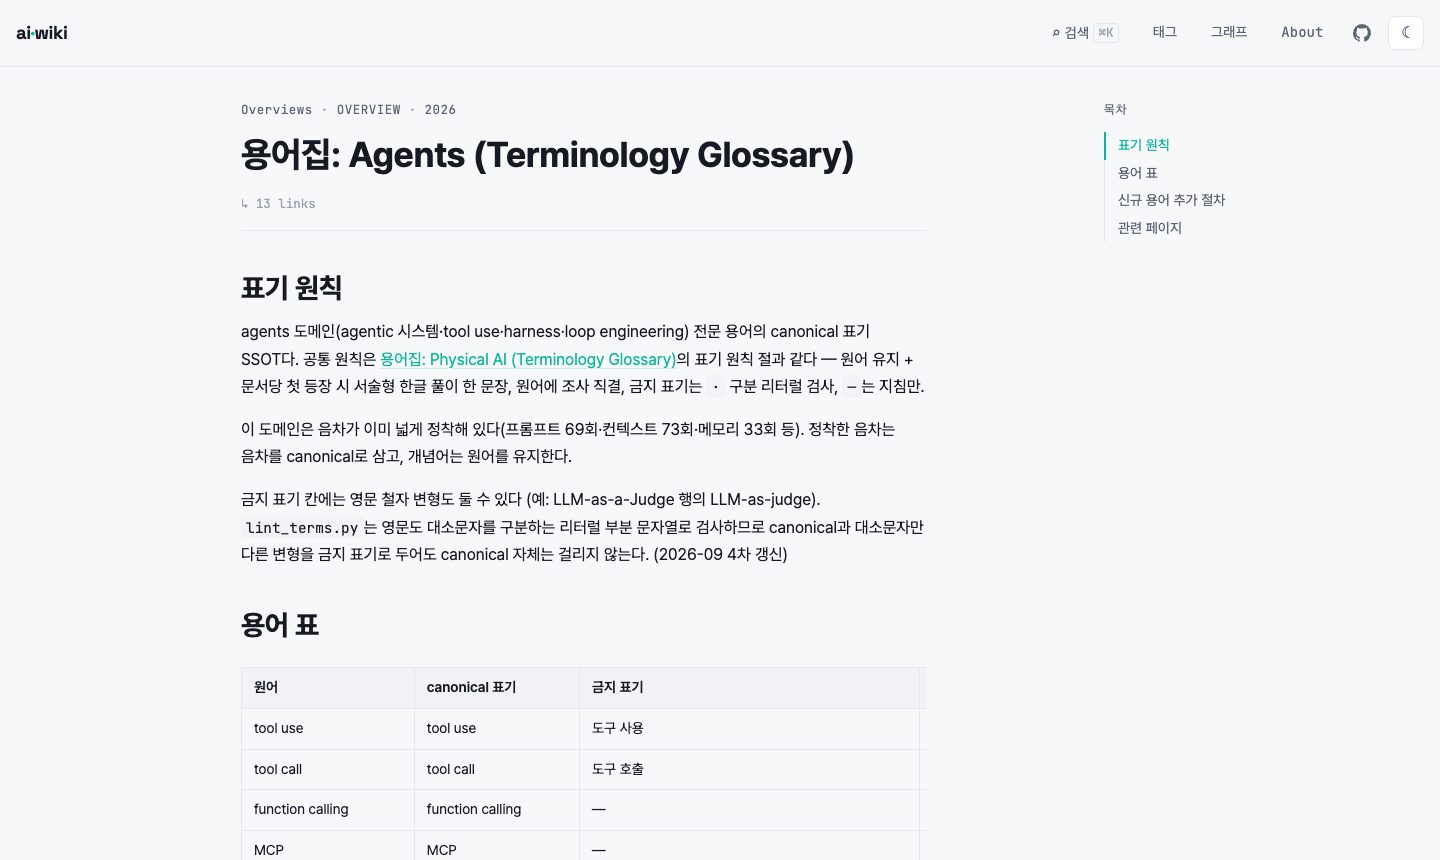 ai·wiki
⌕ 검색 ⌘K
태그
그래프
About
☾
Overviews · OVERVIEW · 2026
용어집: Agents (Terminology Glossary)
↳ 13 links
표기 원칙
agents 도메인(agentic 시스템·tool use·harness·loop engineering) 전문 용어의 canonical 표기
SSOT다. 공통 원칙은 용어집: Physical AI (Terminology Glossary)의 표기 원칙 절과 같다 — 원어 유지 +
문서당 첫 등장 시 서술형 한글 풀이 한 문장, 원어에 조사 직결, 금지 표기는 · 구분 리터럴 검사, —는 지침만.
이 도메인은 음차가 이미 넓게 정착해 있다(프롬프트 69회·컨텍스트 73회·메모리 33회 등). 정착한 음차는
음차를 canonical로 삼고, 개념어는 원어를 유지한다.
금지 표기 칸에는 영문 철자 변형도 둘 수 있다 (예: LLM-as-a-Judge 행의 LLM-as-judge).
lint_terms.py 는 영문도 대소문자를 구분하는 리터럴 부분 문자열로 검사하므로 canonical과 대소문자만
다른 변형을 금지 표기로 두어도 canonical 자체는 걸리지 않는다. (2026-09 4차 갱신)
용어 표
원어 canonical 표기 금지 표기
tool use tool use 도구 사용
tool call tool call 도구 호출
function calling function calling —
MCP MCP —
목차
표기 원칙
용어 표
신규 용어 추가 절차
관련 페이지